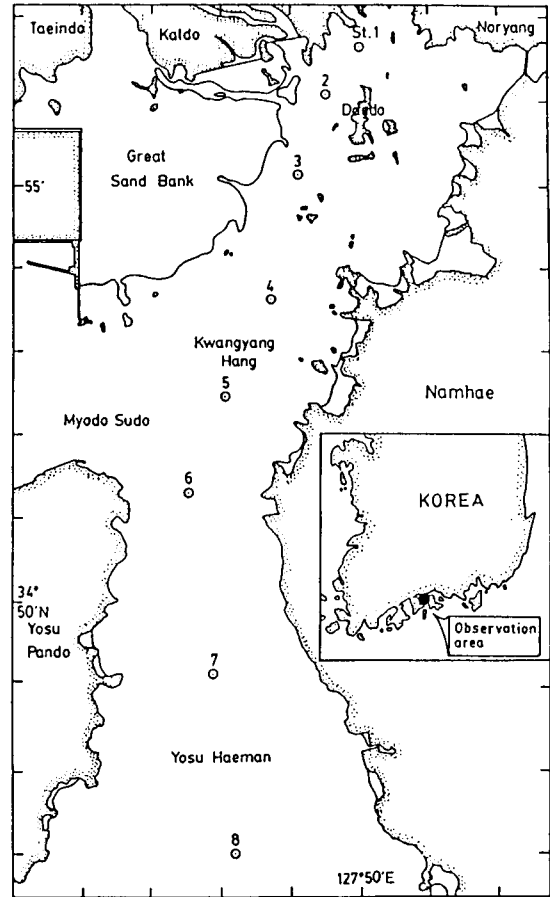 Taeindo
Kaldo
St.1
Noryang
2
Daedo
Great
Sand Bank
3
55'
4
Kwangyang
Hang
5
Namhae
Myodo Sudo
6
KOREA
34°
50'N
Yosu
Pando
Observation
area
7
Yosu Haeman
8
127°50'E